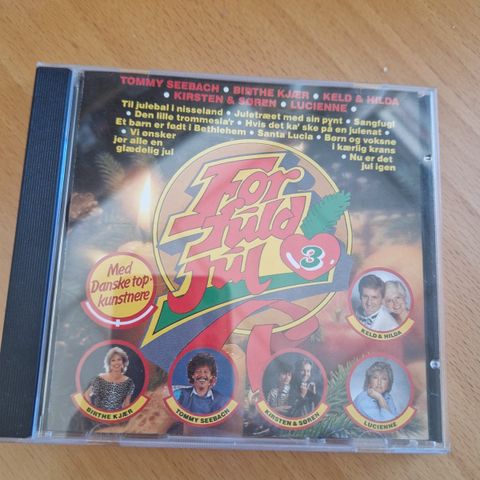 TOMMY SEEBACH • BIRTHE KJÆR • KELD & HILDA
• KIRSTEN & SØREN • LUCIENNE •
Til julebal i nisseland • Juletræet med sin pynt • Sangfugl
• Den lille trommesla'r • Hvis det ka' ske på en julenat •
Et barn er født i Bethlehem • Santa Lucia • Børn og voksne
• Vi ønsker jer alle en glædelig jul
i kærlig krans
• Nu er det jul igen
For
fuld
jul
3
Med
Danske top-
kunstnere
KELD & HILDA
BIRTHE KJÆR
TOMMY SEEBACH
KIRSTEN & SØREN
LUCIENNE